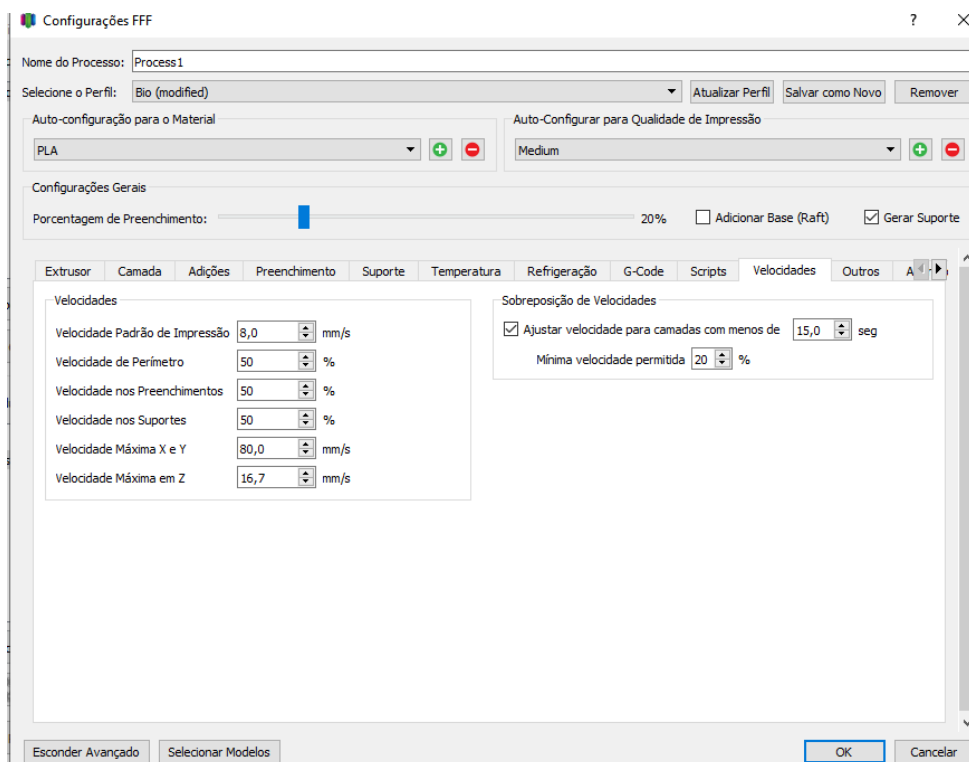 Configurações FFF
Nome do Processo: Process1
Selecione o Perfil: Bio (modified) Atualizar Perfil Salvar como Novo Remover
Auto-configuração para o Material Auto-Configurar para Qualidade de Impressão
PLA Medium
Configurações Gerais
Porcentagem de Preenchimento: 20% Adicionar Base (Raft) Gerar Suporte
Extrusor Camada Adições Preenchimento Suporte Temperatura Refrigeração G-Code Scripts Velocidades Outros
Velocidades Sobreposição de Velocidades
Velocidade Padrão de Impressão 8,0 mm/s Ajustar velocidade para camadas com menos de 15,0 seg
Velocidade de Perímetro 50 % Mínima velocidade permitida 20 %
Velocidade nos Preenchimentos 50 %
Velocidade nos Suportes 50 %
Velocidade Máxima X e Y 80,0 mm/s
Velocidade Máxima em Z 16,7 mm/s
Esconder Avançado Selecionar Modelos OK Cancelar